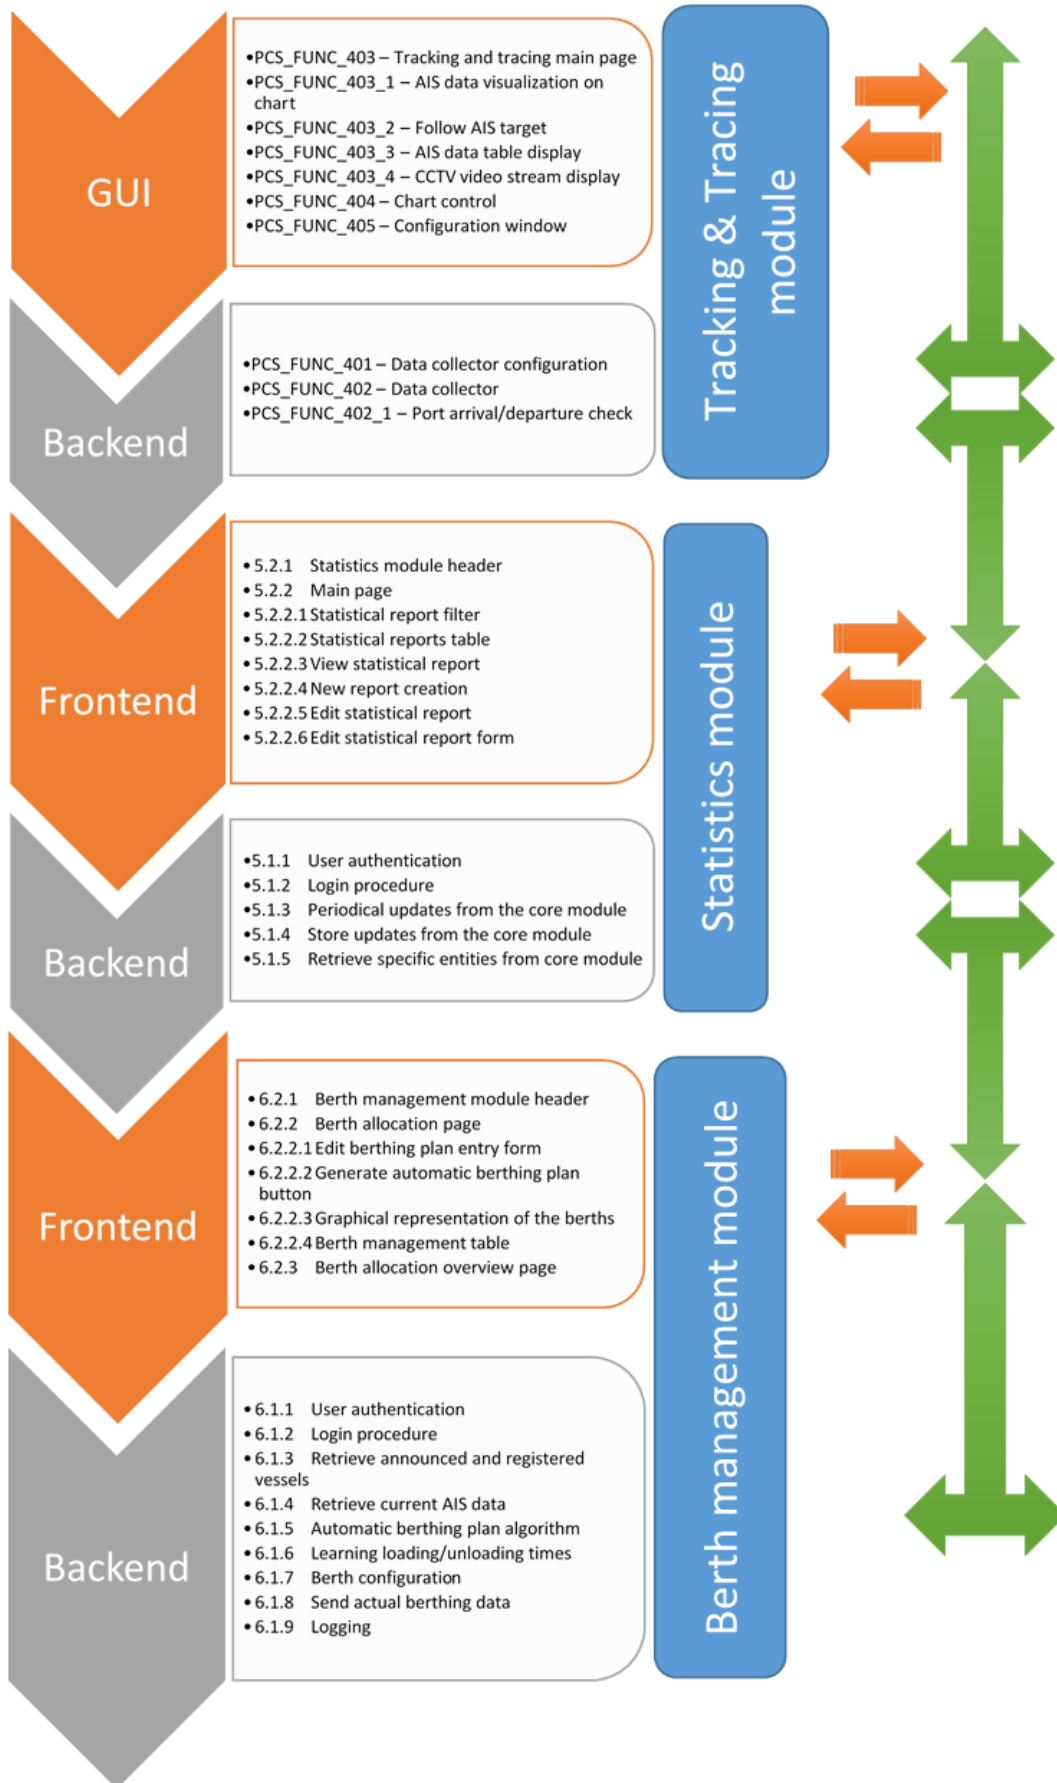 GUI
•PCS_FUNC_403 – Tracking and tracing main page
•PCS_FUNC_403_1 – AIS data visualization on
chart
•PCS_FUNC_403_2 – Follow AIS target
•PCS_FUNC_403_3 – AIS data table display
•PCS_FUNC_403_4 – CCTV video stream display
•PCS_FUNC_404 – Chart control
•PCS_FUNC_405 – Configuration window
Backend
•PCS_FUNC_401 – Data collector configuration
•PCS_FUNC_402 – Data collector
•PCS_FUNC_402_1 – Port arrival/departure check
Tracking & Tracing
module
Frontend
• 5.2.1 Statistics module header
• 5.2.2 Main page
• 5.2.2.1 Statistical report filter
• 5.2.2.2 Statistical reports table
• 5.2.2.3 View statistical report
• 5.2.2.4 New report creation
• 5.2.2.5 Edit statistical report
• 5.2.2.6 Edit statistical report form
Backend
•5.1.1 User authentication
•5.1.2 Login procedure
•5.1.3 Periodical updates from the core module
•5.1.4 Store updates from the core module
•5.1.5 Retrieve specific entities from core module
Statistics module
Frontend
• 6.2.1 Berth management module header
• 6.2.2 Berth allocation page
• 6.2.2.1 Edit berthing plan entry form
• 6.2.2.2 Generate automatic berthing plan
button
• 6.2.2.3 Graphical representation of the berths
• 6.2.2.4 Berth management table
• 6.2.3 Berth allocation overview page
Backend
• 6.1.1 User authentication
• 6.1.2 Login procedure
• 6.1.3 Retrieve announced and registered
vessels
• 6.1.4 Retrieve current AIS data
• 6.1.5 Automatic berthing plan algorithm
• 6.1.6 Learning loading/unloading times
• 6.1.7 Berth configuration
• 6.1.8 Send actual berthing data
• 6.1.9 Logging
Berth management module